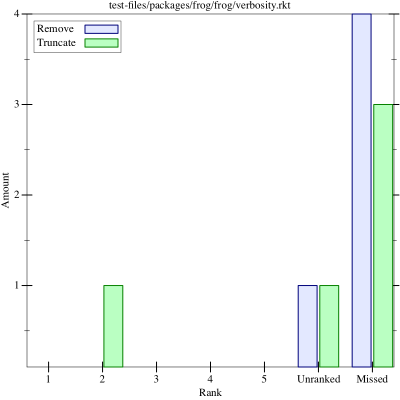 test-files/packages/frog/frog/verbosity.rkt
Remove
Truncate
4
3
2
1
Amount
1 2 3 4 5 Unranked Missed
Rank